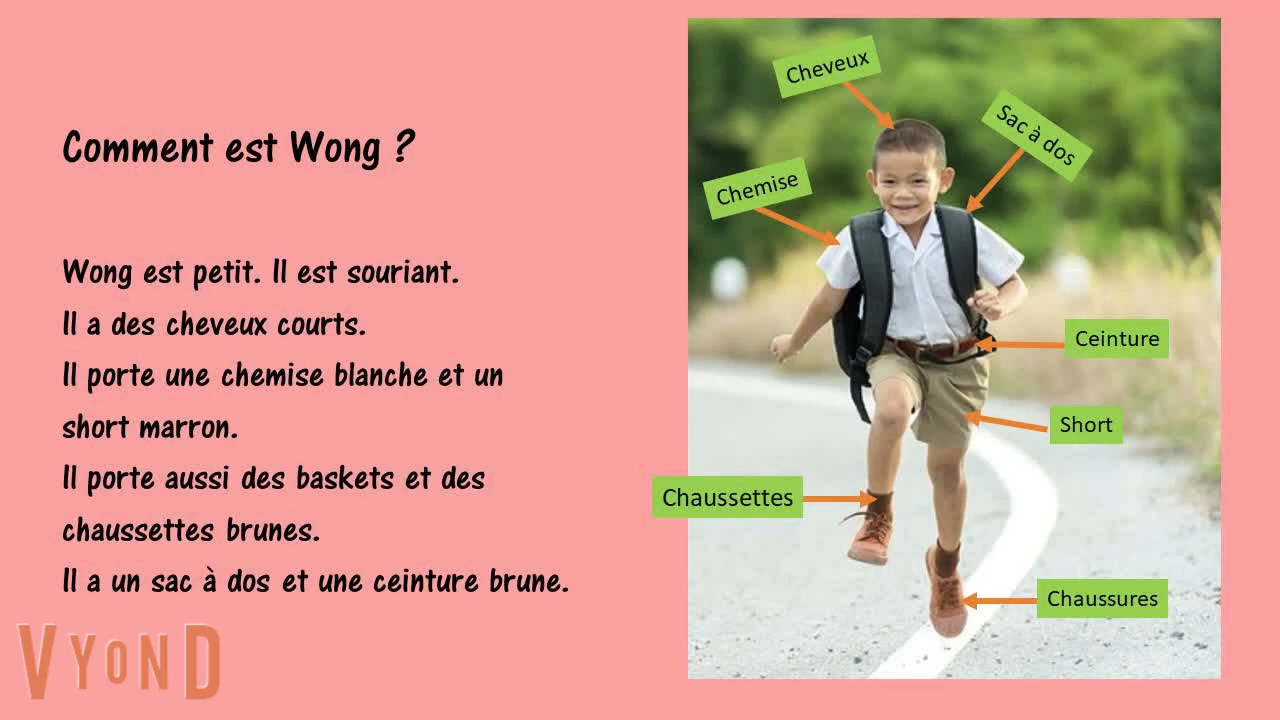 Comment est Wong ?
Wong est petit. Il est souriant.
Il a des cheveux courts.
Il porte une chemise blanche et un
short marron.
Il porte aussi des baskets et des
chaussettes brunes.
Il a un sac à dos et une ceinture brune.
VYOND
Cheveux
Sac à dos
Chemise
Ceinture
Short
Chaussettes
Chaussures